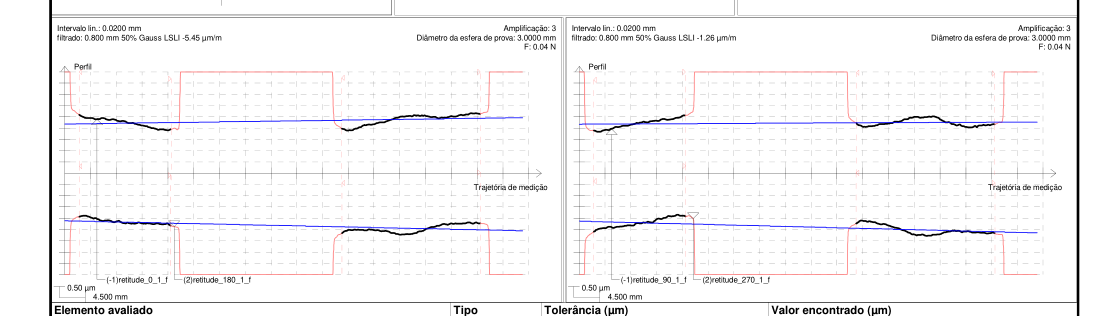 Intervalo lin.: 0.0200 mm
filtrado: 0.800 mm 50% Gauss LSLI -5.45 µm/m
Amplificação: 3
Diâmetro da esfera de prova: 3.0000 mm
F: 0.04 N
Perfil
Trajetória de medição
(-1)retitude_0_1_f
(2)retitude_180_1_f
0.50 µm
4.500 mm
Intervalo lin.: 0.0200 mm
filtrado: 0.800 mm 50% Gauss LSLI -1.26 µm/m
Amplificação: 3
Diâmetro da esfera de prova: 3.0000 mm
F: 0.04 N
Perfil
Trajetória de medição
(-1)retitude_90_1_f
(2)retitude_270_1_f
0.50 µm
4.500 mm
Elemento avaliado Tipo Tolerância (µm) Valor encontrado (µm)